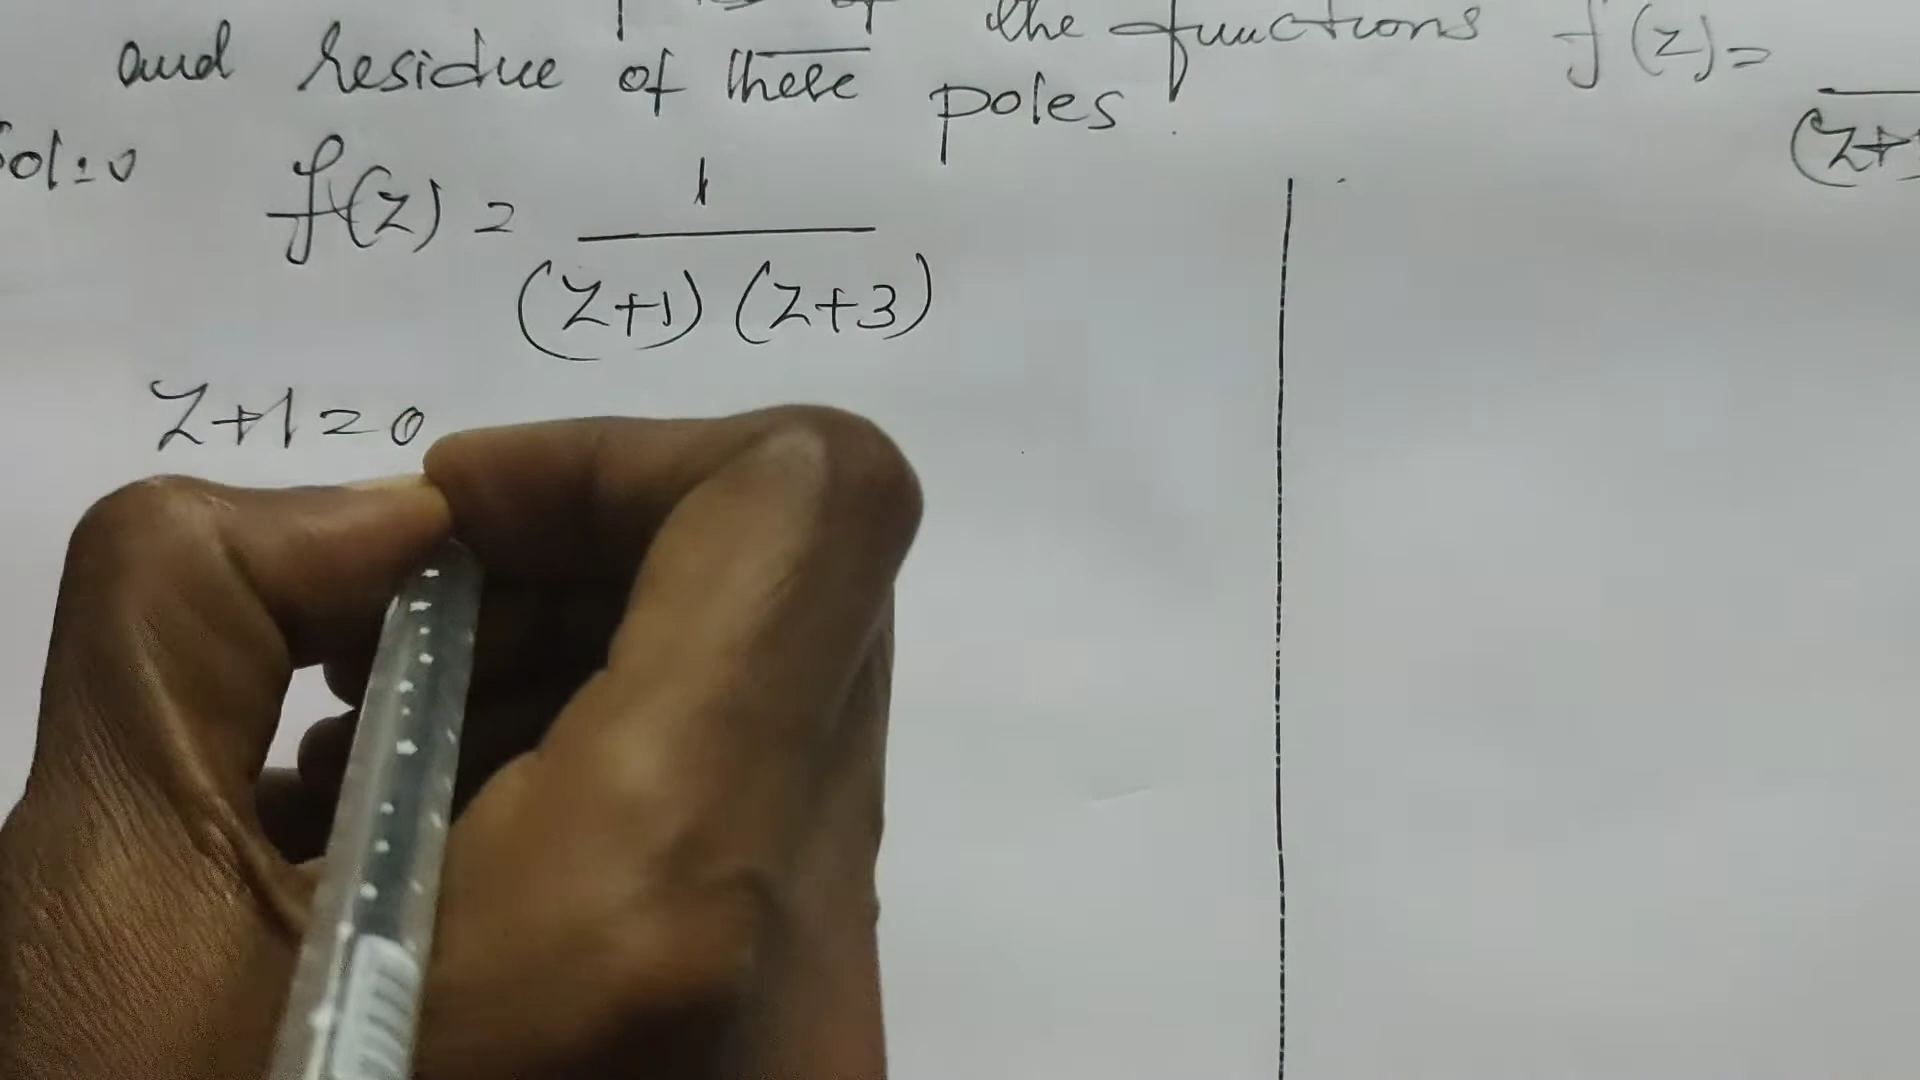 the functions f(z) =
and residue of these poles
(z+
Sol:
f(z) = 1
(z+1) (z+3)
z+1=0